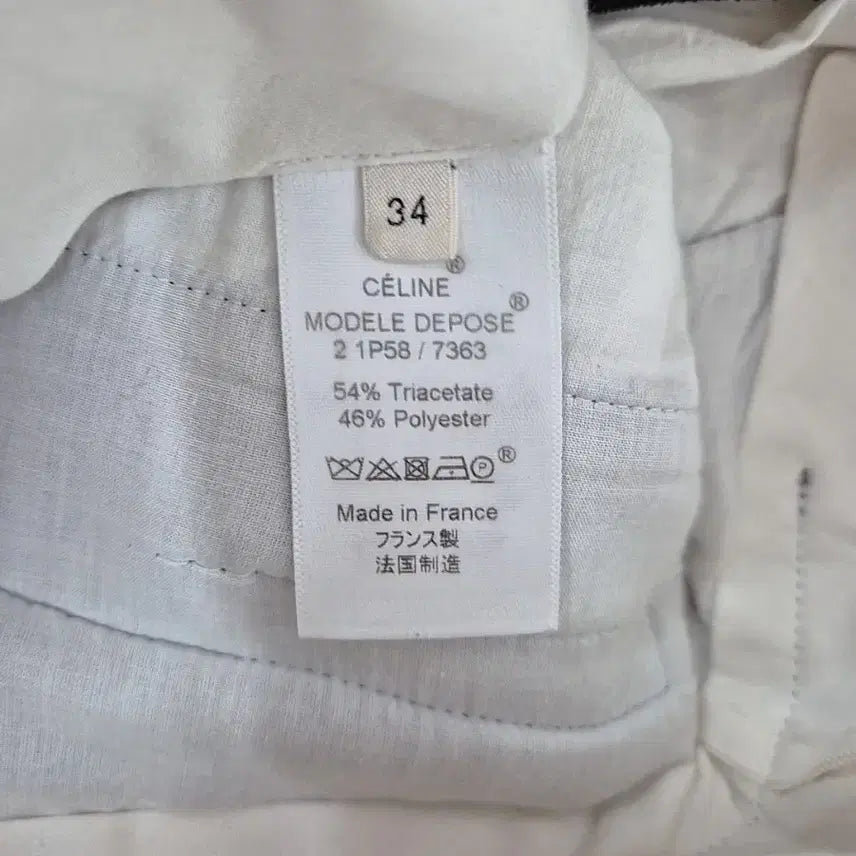 34
CÉLINE®
MODELE DEPOSE®
2 1P58 / 7363
54% Triacetate
46% Polyester
P ®
Made in France
フランス製
法国制造